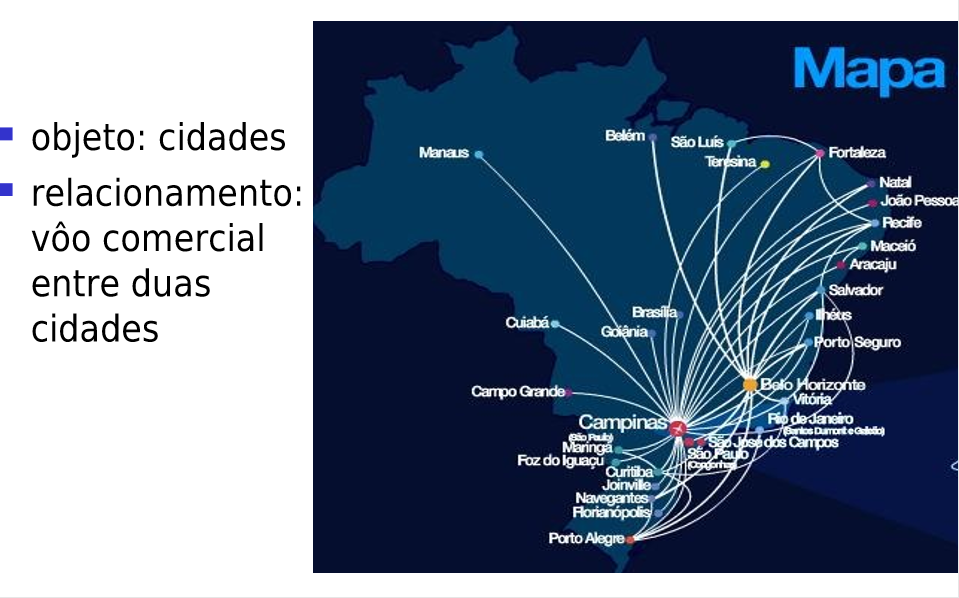 objeto: cidades
relacionamento:
vôo comercial
entre duas
cidades
Mapa
Belém
São Luís
Manaus
Teresina
Fortaleza
Natal
João Pessoa
Recife
Maceió
Aracaju
Salvador
Brasília
Ilhéus
Cuiabá
Goiânia
Porto Seguro
Belo Horizonte
Campo Grande
Vitória
Campinas
(São Paulo)
Rio de Janeiro
(Santos Dumont e Galeão)
São José dos Campos
Maringá
São Paulo
(Congonhas)
Foz do Iguaçu
Curitiba
Joinville
Navegantes
Florianópolis
Porto Alegre